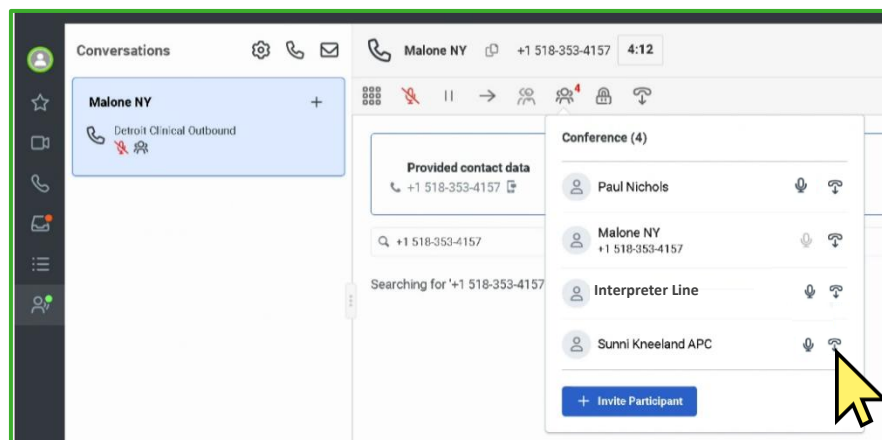 Conversations
Malone NY
Detroit Clinical Outbound
Malone NY +1 518-353-4157 4:12
4
Provided contact data
+1 518-353-4157
+1 518-353-4157
Searching for '+1 518-353-4157
Conference (4)
Paul Nichols
Malone NY
+1 518-353-4157
Interpreter Line
Sunni Kneeland APC
+ Invite Participant